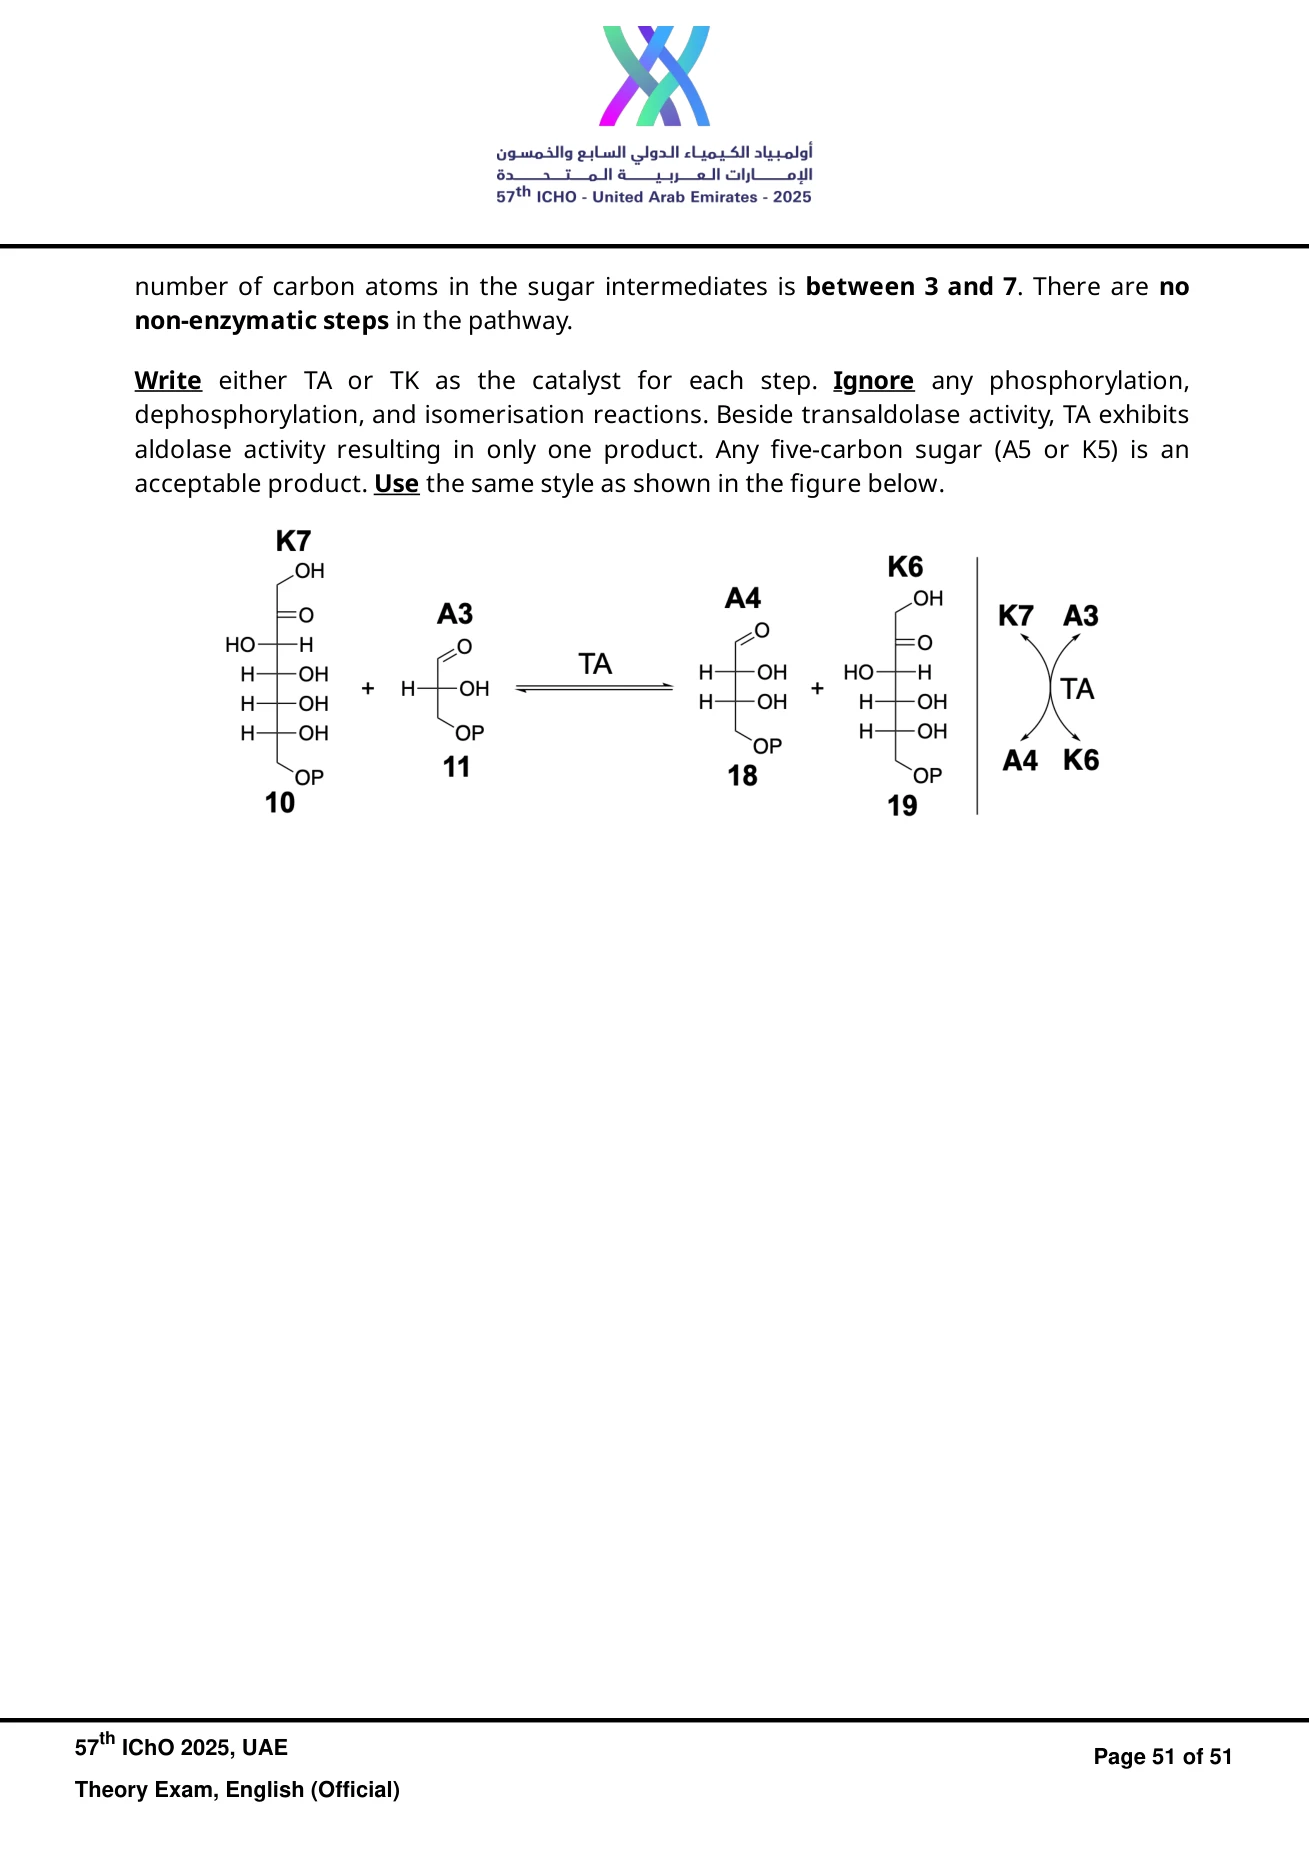 أولمبياد الكيمياء الدولي السابع والخمسون
الإمـــــارات العـــربـيـــــة الـمــــتــحــــدة
57th ICHO - United Arab Emirates - 2025
number of carbon atoms in the sugar intermediates is between 3 and 7. There are no
non-enzymatic steps in the pathway.
Write either TA or TK as the catalyst for each step. Ignore any phosphorylation,
dephosphorylation, and isomerisation reactions. Beside transaldolase activity, TA exhibits
aldolase activity resulting in only one product. Any five-carbon sugar (A5 or K5) is an
acceptable product. Use the same style as shown in the figure below.
K7
OH
O
HO H
H OH
H OH
H OH
OP
10
+
A3
O
H OH
OP
11
TA
A4
O
H OH
H OH
OP
18
+
K6
OH
O
HO H
H OH
H OH
OP
19
K7 A3
TA
A4 K6
57th IChO 2025, UAE
Theory Exam, English (Official)
Page 51 of 51